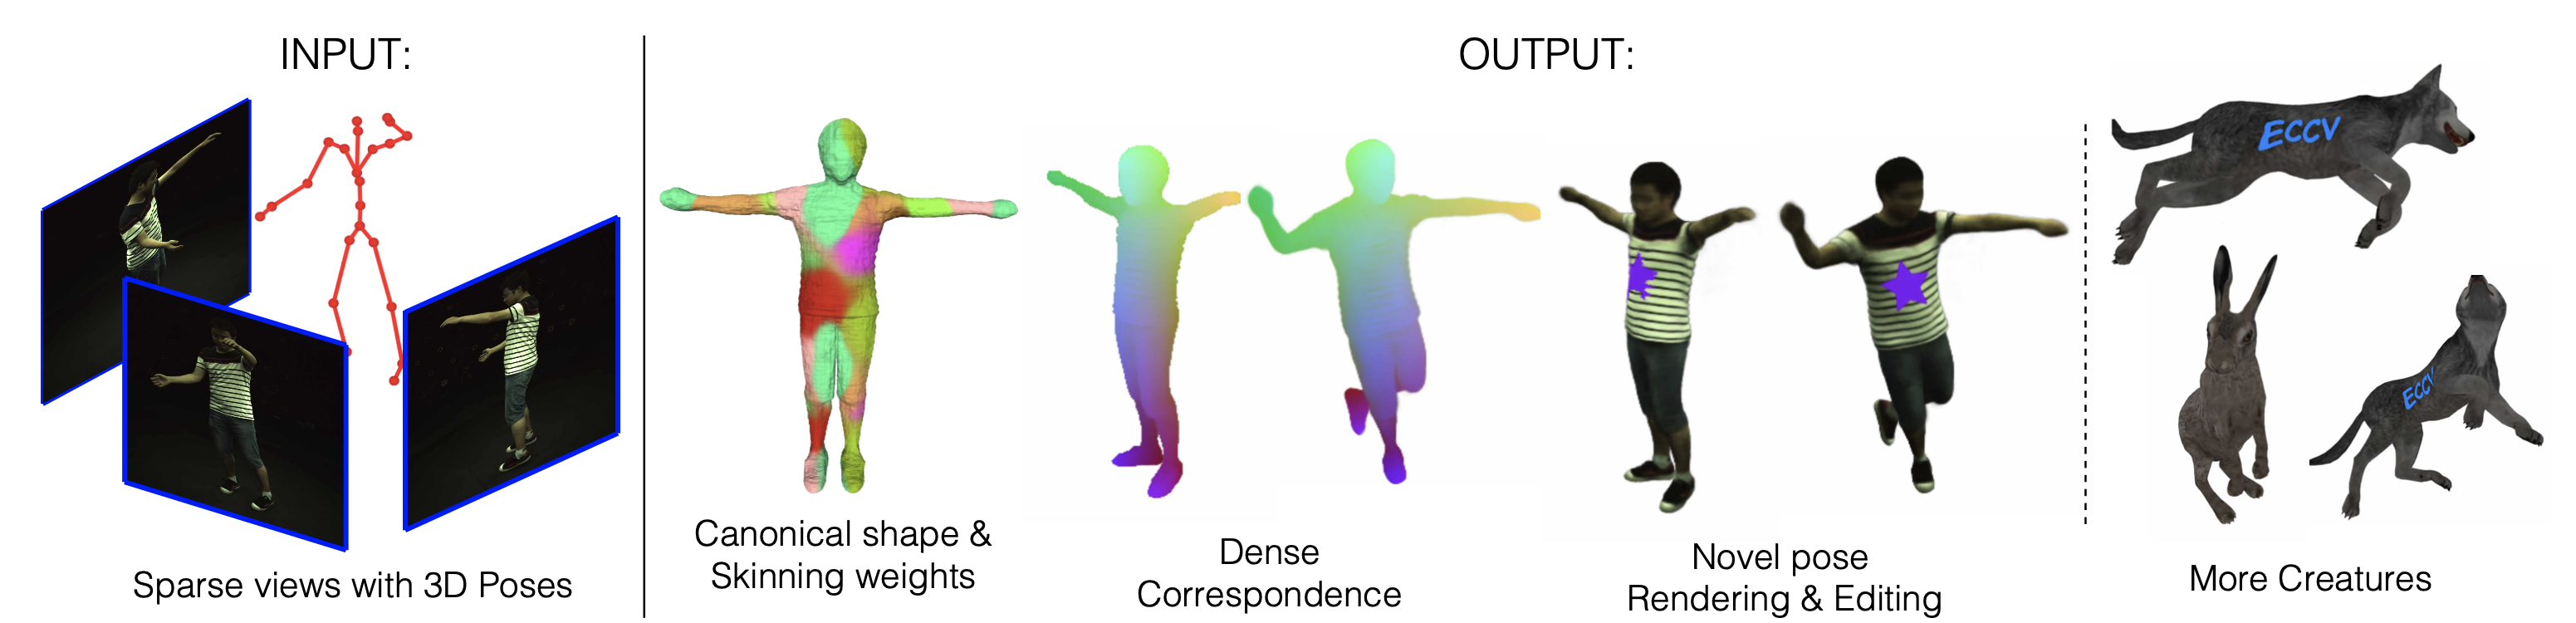 INPUT:
Sparse views with 3D Poses
OUTPUT:
Canonical shape &
Skinning weights
Dense
Correspondence
Novel pose
Rendering & Editing
ECCV
ECCV
More Creatures